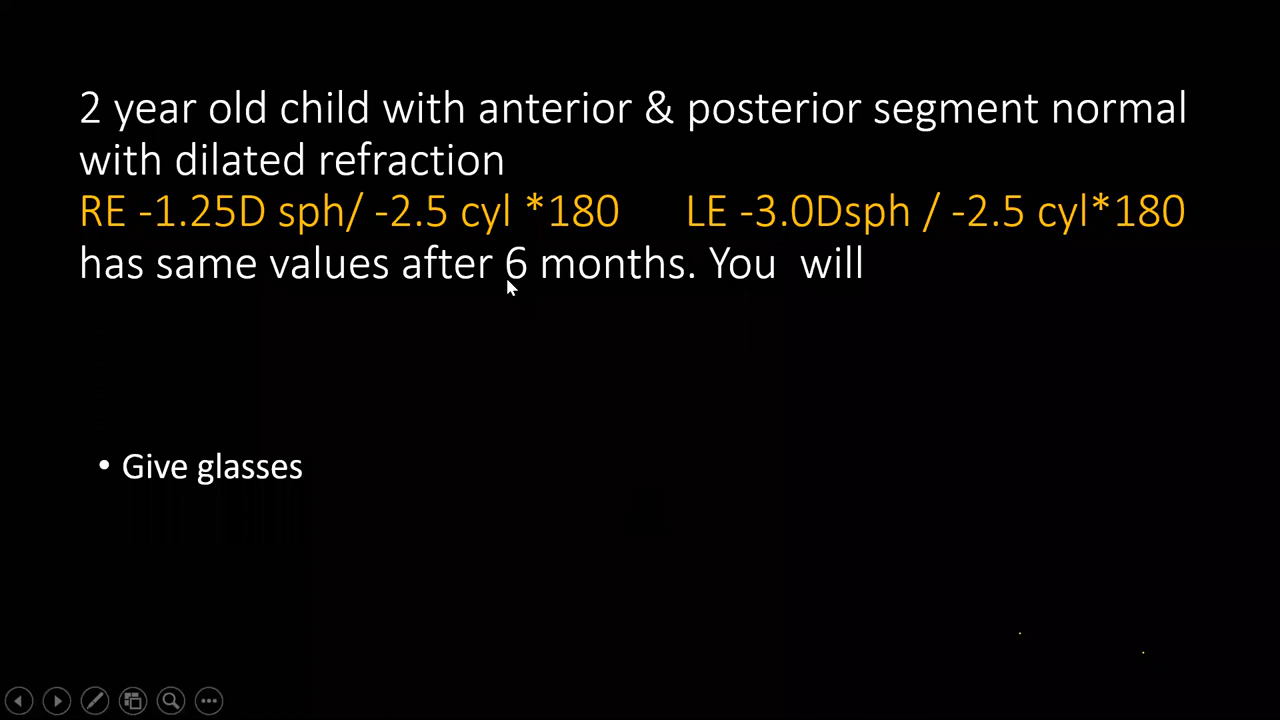 2 year old child with anterior & posterior segment normal
with dilated refraction
RE -1.25D sph/ -2.5 cyl *180 LE -3.0Dsph / -2.5 cyl*180
has same values after 6 months. You will
• Give glasses